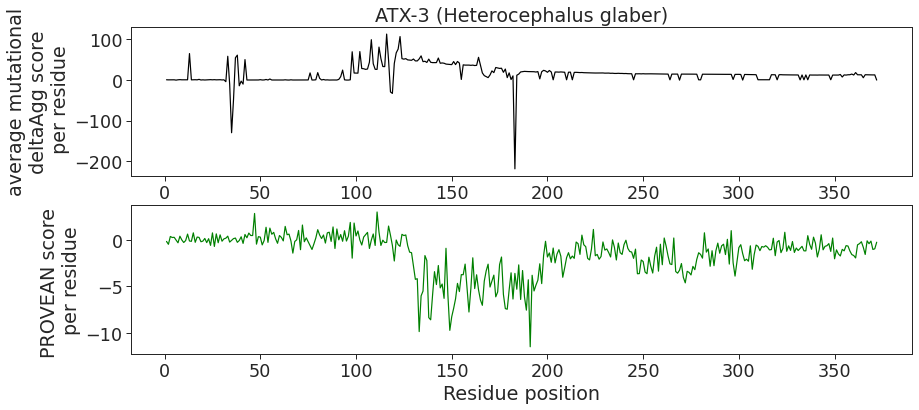 ATX-3 (Heterocephalus glaber)
average mutational
deltaAgg score
per residue
100
0
−100
−200
0 50 100 150 200 250 300 350
PROVEAN score
per residue
0
−5
−10
0 50 100 150 200 250 300 350
Residue position